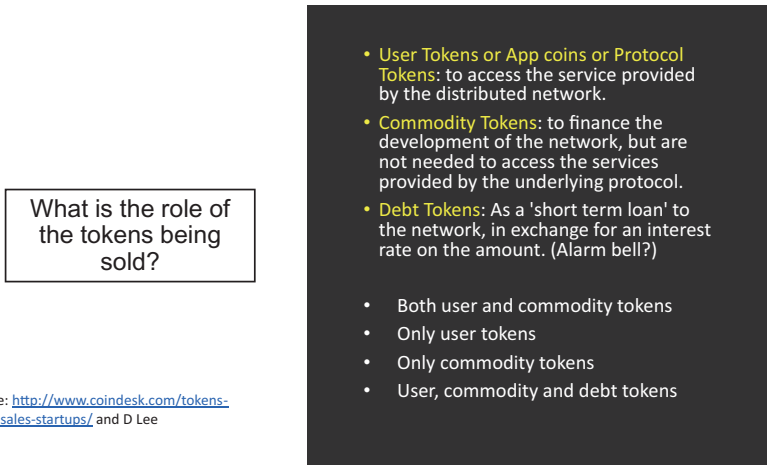 What is the role of
the tokens being
sold?
e: http://www.coindesk.com/tokens-
sales-startups/ and D Lee
• User Tokens or App coins or Protocol
Tokens: to access the service provided
by the distributed network.
• Commodity Tokens: to finance the
development of the network, but are
not needed to access the services
provided by the underlying protocol.
• Debt Tokens: As a 'short term loan' to
the network, in exchange for an interest
rate on the amount. (Alarm bell?)
• Both user and commodity tokens
• Only user tokens
• Only commodity tokens
• User, commodity and debt tokens